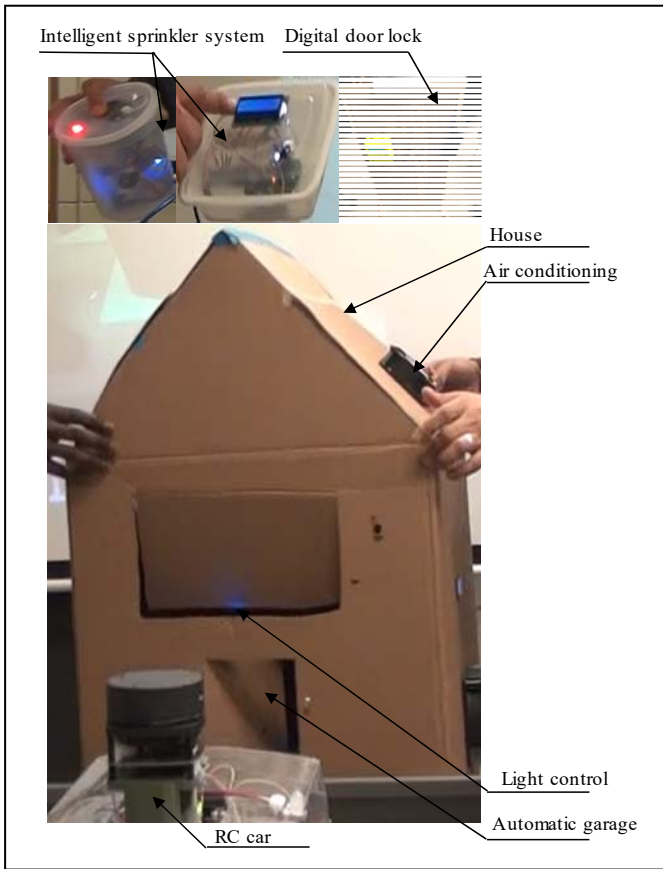 Intelligent sprinkler system
Digital door lock
House
Air conditioning
Light control
Automatic garage
RC car